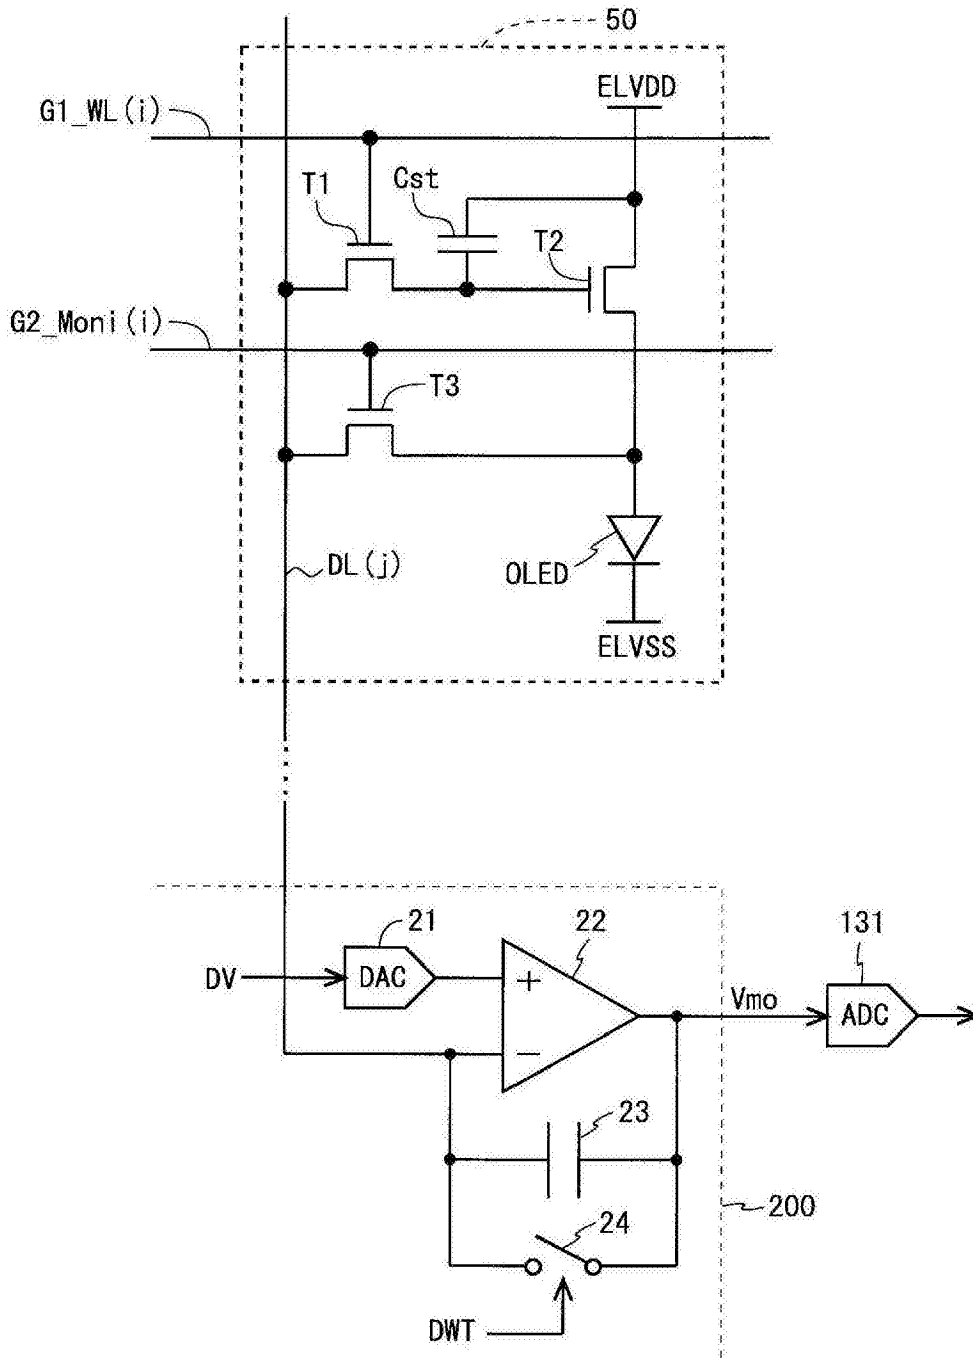 50
ELVDD
G1_WL(i)
T1
Cst
T2
G2_Moni(i)
T3
DL(j)
OLED
ELVSS
21
22
131
DV
DAC
+
Vmo
ADC
−
23
200
24
DWT